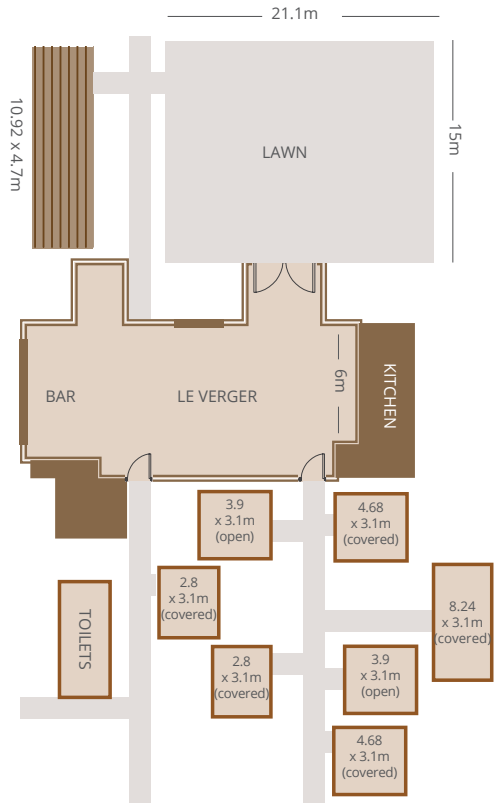 21.1m
10.92 x 4.7m
LAWN
15m
BAR
LE VERGER
6m
KITCHEN
3.9
x 3.1m
(open)
4.68
x 3.1m
(covered)
2.8
x 3.1m
(covered)
TOILETS
8.24
x 3.1m
(covered)
2.8
x 3.1m
(covered)
3.9
x 3.1m
(open)
4.68
x 3.1m
(covered)